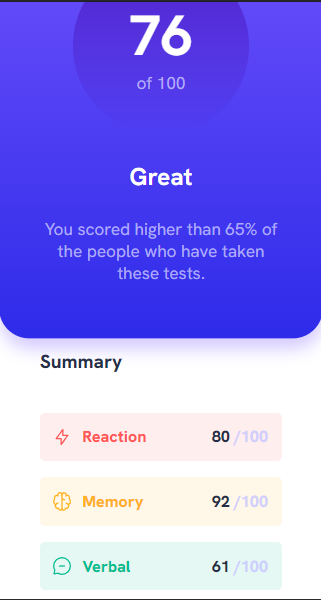 76
of 100
Great
You scored higher than 65% of
the people who have taken
these tests.
Summary
Reaction 80 /100
Memory 92 /100
Verbal 61 /100